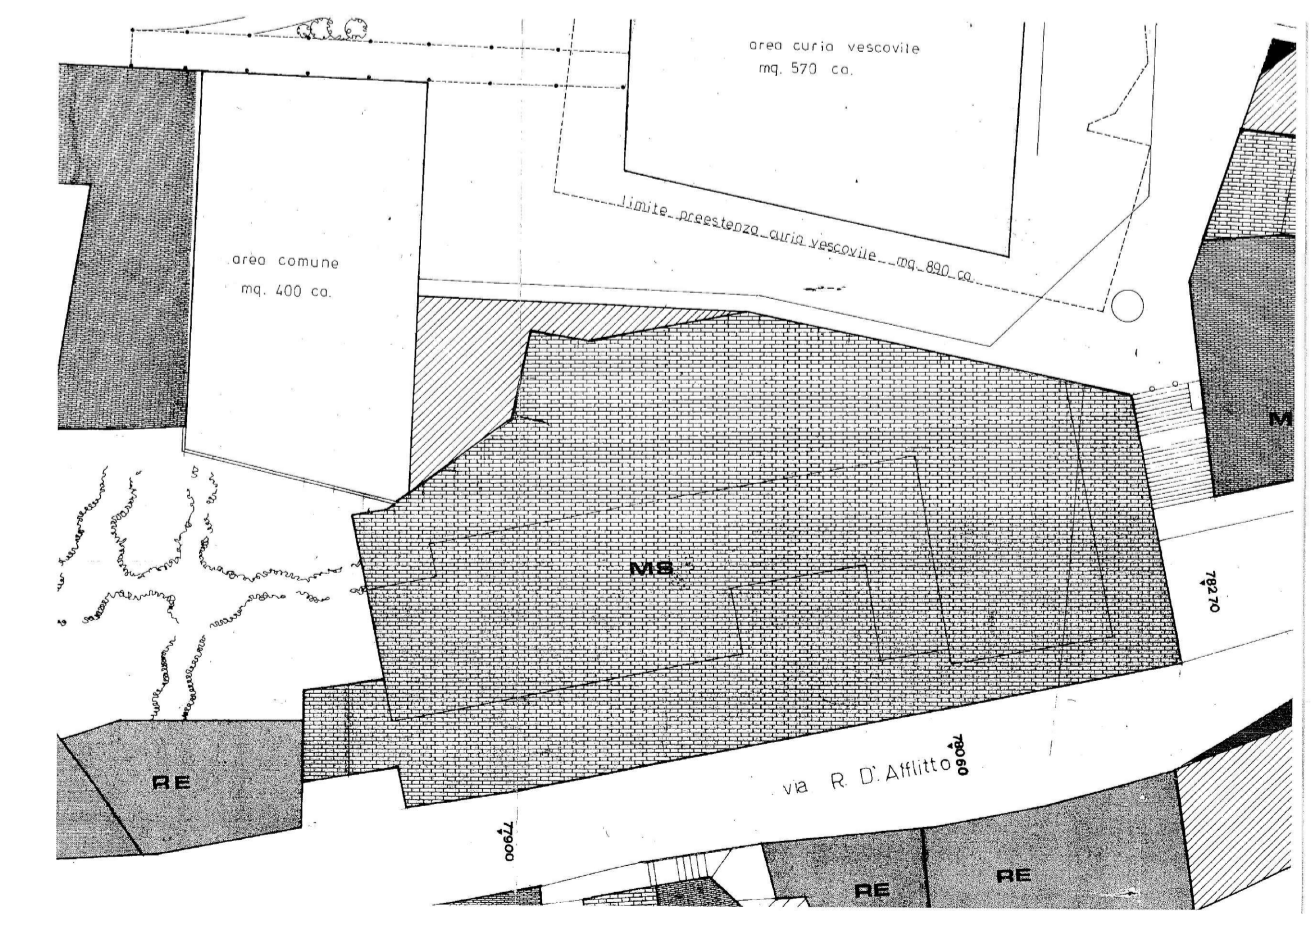 area curia vescovile
mq. 570 ca.
limite preestenza curia vescovile mq. 890 ca.
area comune
mq. 400 ca.
M
MS
78270
RE
via R. D'Afflitto
78060
77900
RE
RE